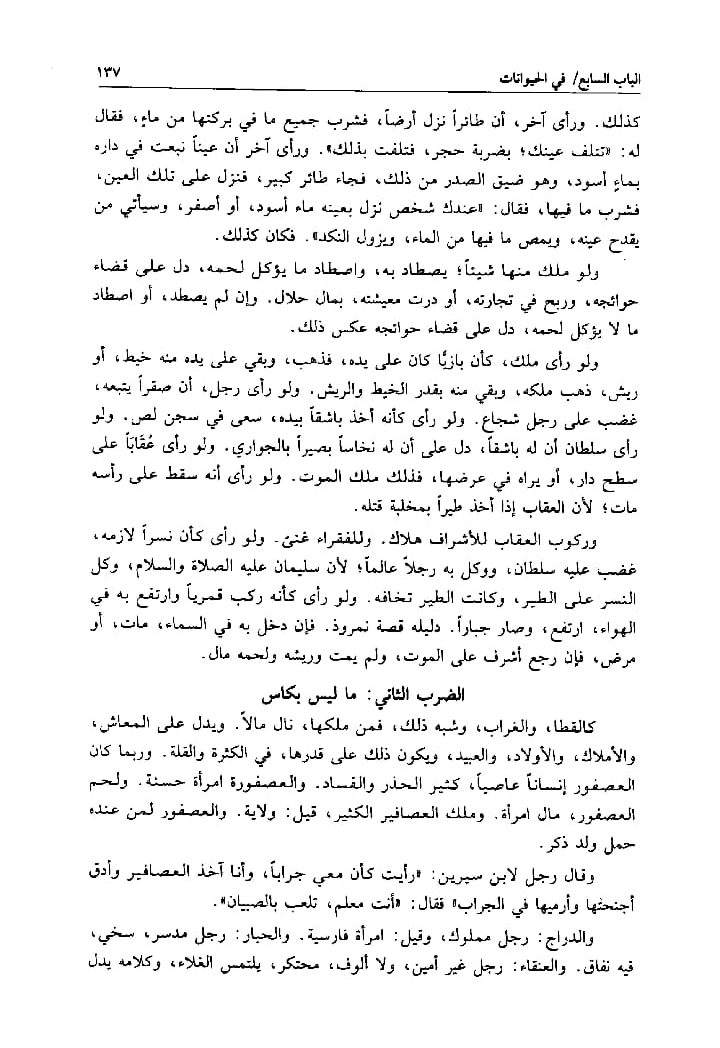 الباب السابع/ في الحيوانات ١٣٧
كذلك. ورأى آخر، أن طائراً نزل أرضاً، فشرب جميع ما في بركتها من ماءٍ، فقال
له: «تتلف عينك؛ بضربة حجر، فتلفت بذلك». ورأى آخر أن عيناً نبعت في داره
بماءٍ أسود، وهو ضيق الصدر من ذلك، فجاء طائر كبير، فنزل على تلك العين،
فشرب ما فيها، فقال: «عندك شخص نزل بعينه ماء أسود، أو أصفر، وسيأتي من
يقدح عينه، ويمص ما فيها من الماء، ويزول النكد». فكان كذلك.
ولو ملك منها شيئاً؛ يصطاد به، واصطاد ما يؤكل لحمه، دل على قضاء
حوائجه، وربح في تجارته، أو درت معيشته، بمال حلال. وإن لم يصطد، أو اصطاد
ما لا يؤكل لحمه، دل على قضاء حوائجه عكس ذلك.
ولو رأى ملك، كأن بازيًا كان على يده، فذهب، وبقي على يده منه خيط، أو
ريش، ذهب ملكه، وبقي منه بقدر الخيط والريش. ولو رأى رجل، أن صقراً يتبعه،
غضب على رجل شجاع. ولو رأى كأنه أخذ باشقاً بيده، سعى في سجن لص. ولو
رأى سلطان أن له باشقاً، دل على أن له نخاساً بصيراً بالجواري. ولو رأى عُقَابَاً على
سطح دار، أو يراه في عرضها، فذلك ملك الموت. ولو رأى أنه سقط على رأسه
مات؛ لأن العقاب إذا أخذ طيراً بمخلبة قتله.
وركوب العقاب للأشراف هلاك. وللفقراء غنىً. ولو رأى كأن نسراً لازمه،
غضب عليه سلطان، ووكل به رجلاً عالماً؛ لأن سليمان عليه الصلاة والسلام، وكل
النسر على الطير، وكانت الطير تخافه. ولو رأى كأنه ركب قمرياً وارتفع به في
الهواء، ارتفع، وصار جباراً. دليله قصة نمروذ. فإن دخل به في السماء، مات، أو
مرض، فإن رجع أشرف على الموت، ولم يمت وريشه ولحمه مال.
الضرب الثاني: ما ليس بكاس
كالقطا، والغراب، وشبه ذلك، فمن ملكها، نال مالاً. ويدل على المعاش،
والأملاك، والأولاد، والعبيد، ويكون ذلك على قدرها، في الكثرة والقلة. وربما كان
العصفور إنساناً عاصياً، كثير الحذر والفساد. والعصفورة امرأة حسنة. ولحم
العصفور، مال امرأة. وملك العصافير الكثير، قيل: ولاية. والعصفور لمن عنده
حمل ولد ذكر.
وقال رجل لابن سيرين: «رأيت كأن معي جراباً، وأنا آخذ العصافير وأدق
أجنحتها وأرميها في الجراب» فقال: «أنت معلم، تلعب بالصبيان».
والدراج: رجل مملوك، وقيل: امرأة فارسية. والحبار: رجل مدسر، سخي،
فيه نفاق. والعنقاء: رجل غير أمين، ولا ألوف، محتكر، يلتمس الغلاء، وكلامه يدل